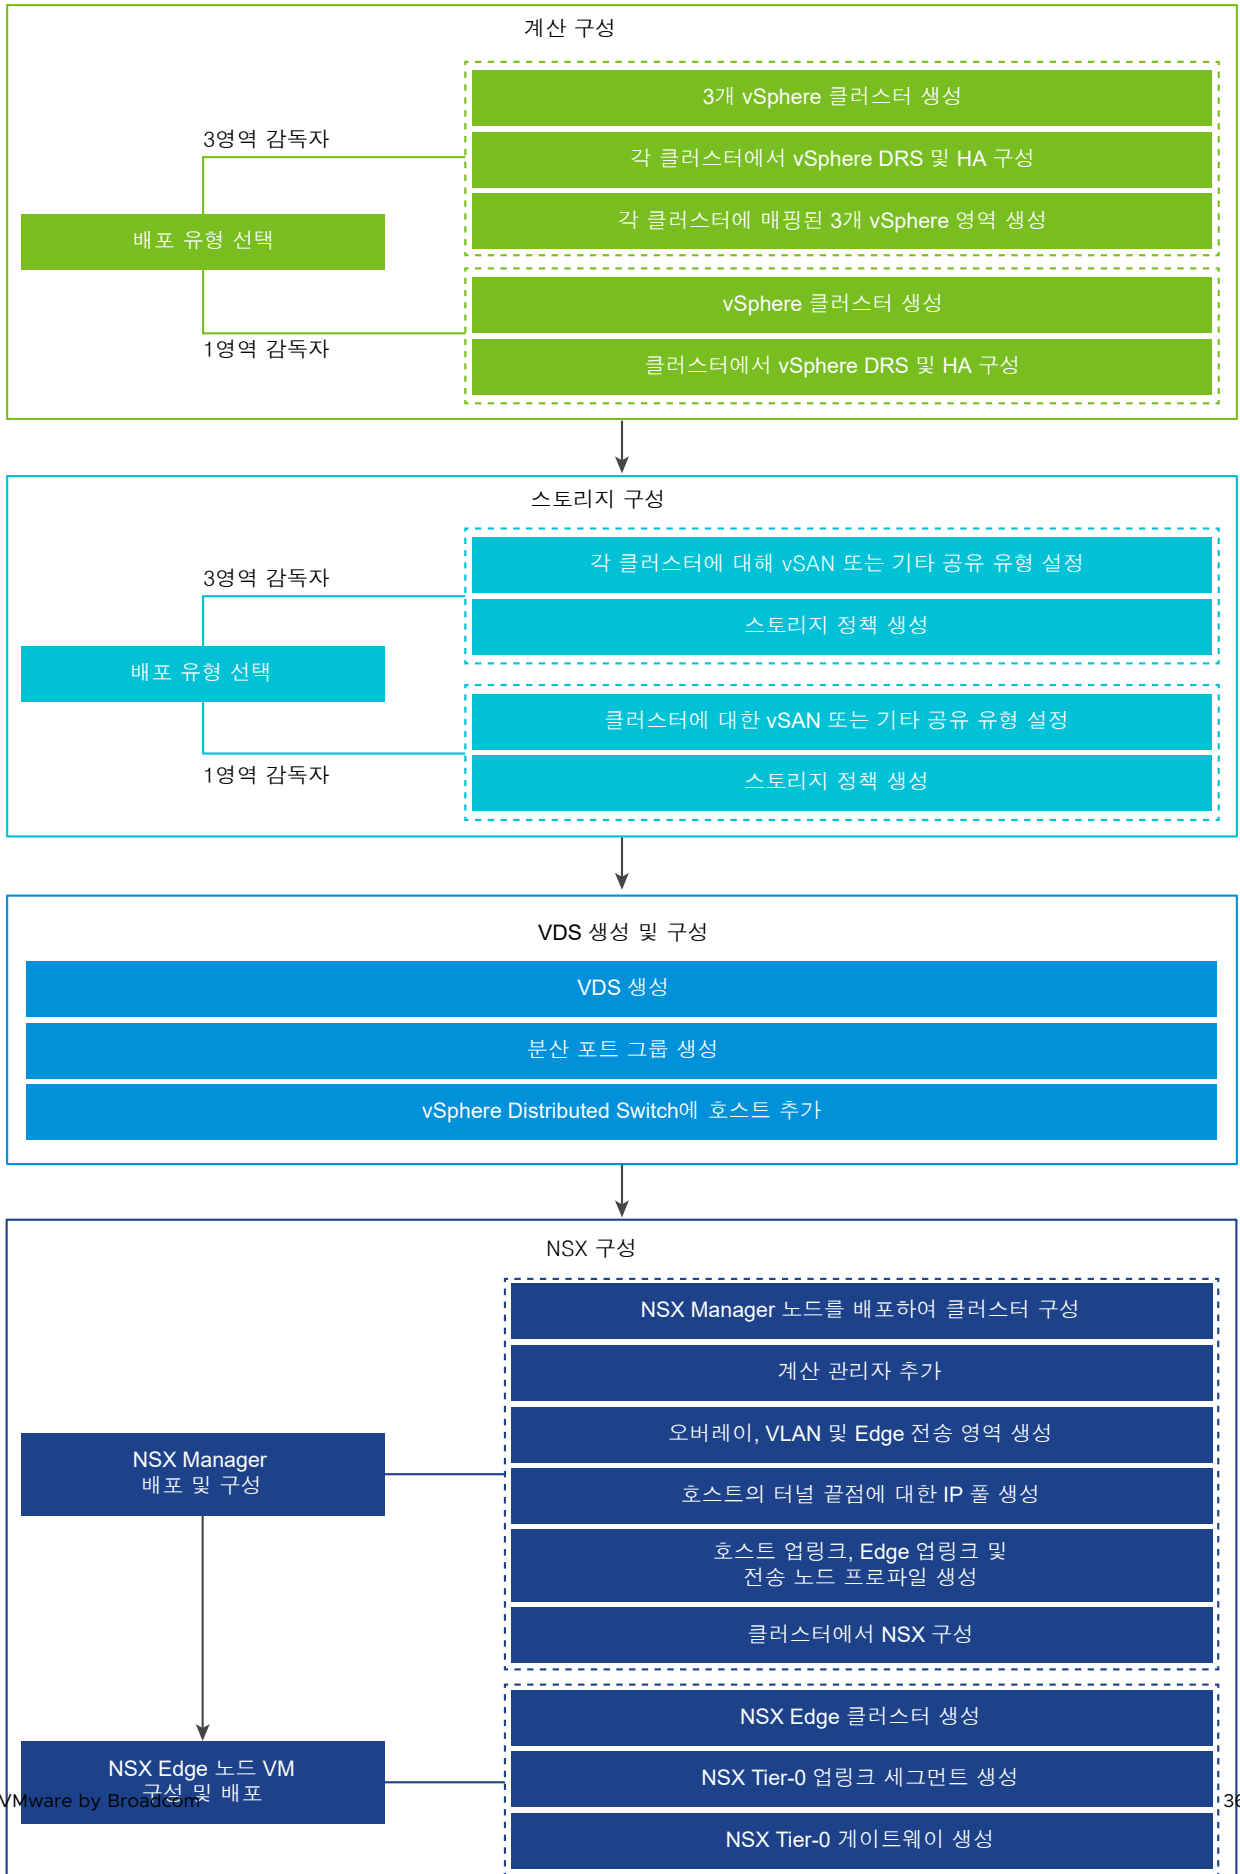 계산 구성
3개 vSphere 클러스터 생성
3영역 감독자
각 클러스터에서 vSphere DRS 및 HA 구성
각 클러스터에 매핑된 3개 vSphere 영역 생성
배포 유형 선택
vSphere 클러스터 생성
1영역 감독자
클러스터에서 vSphere DRS 및 HA 구성
스토리지 구성
각 클러스터에 대해 vSAN 또는 기타 공유 유형 설정
3영역 감독자
스토리지 정책 생성
배포 유형 선택
클러스터에 대한 vSAN 또는 기타 공유 유형 설정
1영역 감독자
스토리지 정책 생성
VDS 생성 및 구성
VDS 생성
분산 포트 그룹 생성
vSphere Distributed Switch에 호스트 추가
NSX 구성
NSX Manager 노드를 배포하여 클러스터 구성
계산 관리자 추가
오버레이, VLAN 및 Edge 전송 영역 생성
NSX Manager
배포 및 구성
호스트의 터널 끝점에 대한 IP 풀 생성
호스트 업링크, Edge 업링크 및
전송 노드 프로파일 생성
클러스터에서 NSX 구성
NSX Edge 클러스터 생성
NSX Edge 노드 VM
구성 및 배포
NSX Tier-0 업링크 세그먼트 생성
VMware by Broadcom
36
NSX Tier-0 게이트웨이 생성